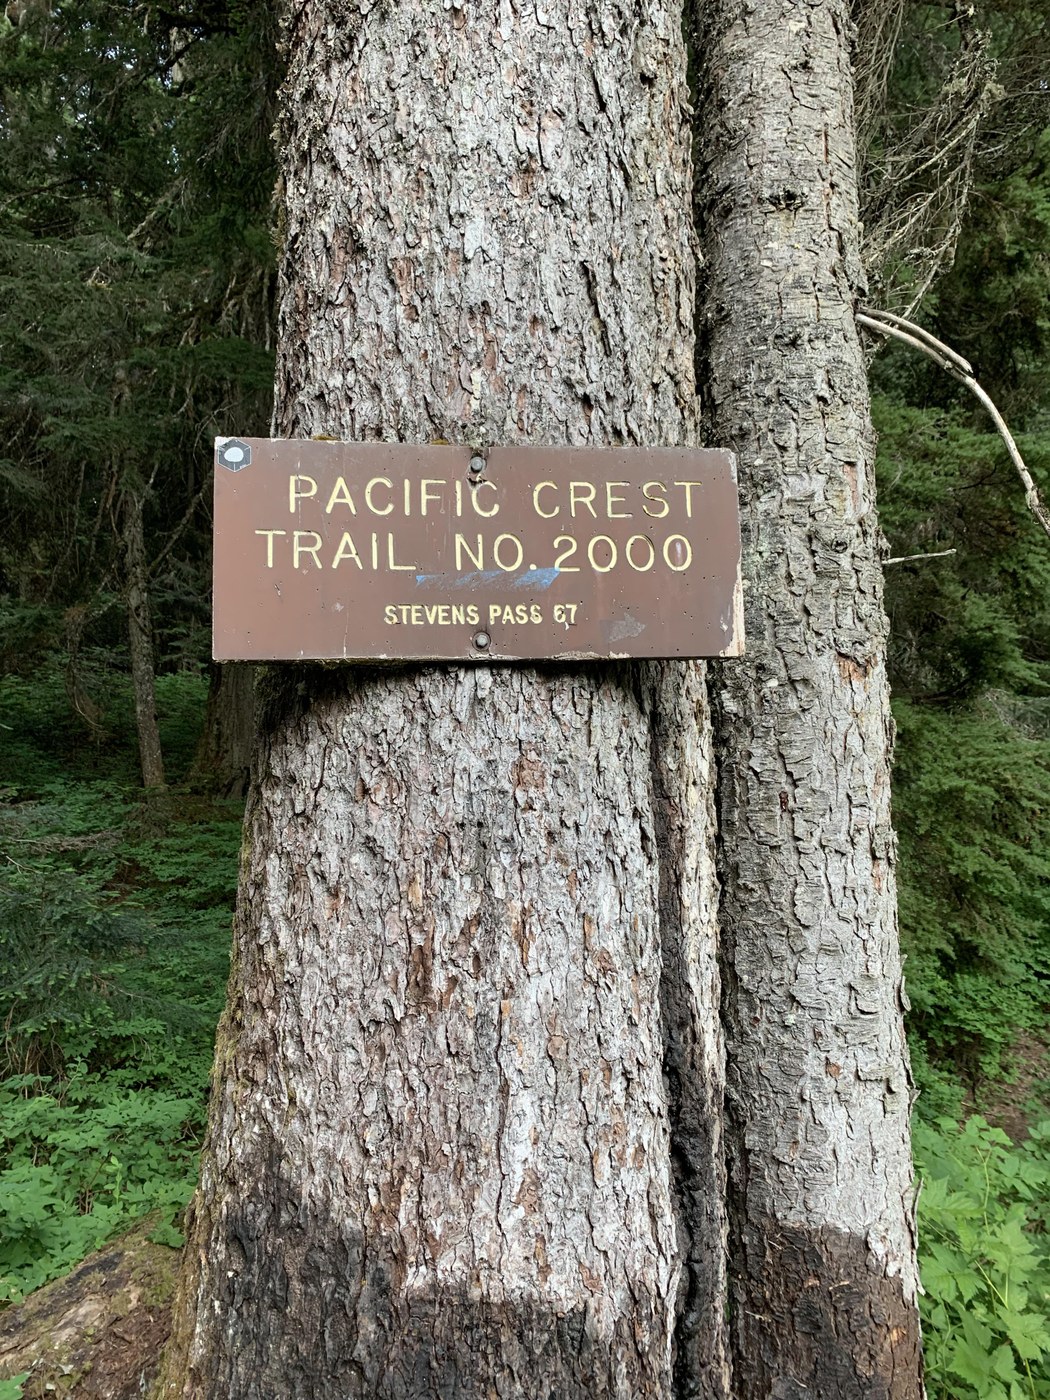 PACIFIC CREST
TRAIL NO. 2000
STEVENS PASS 67